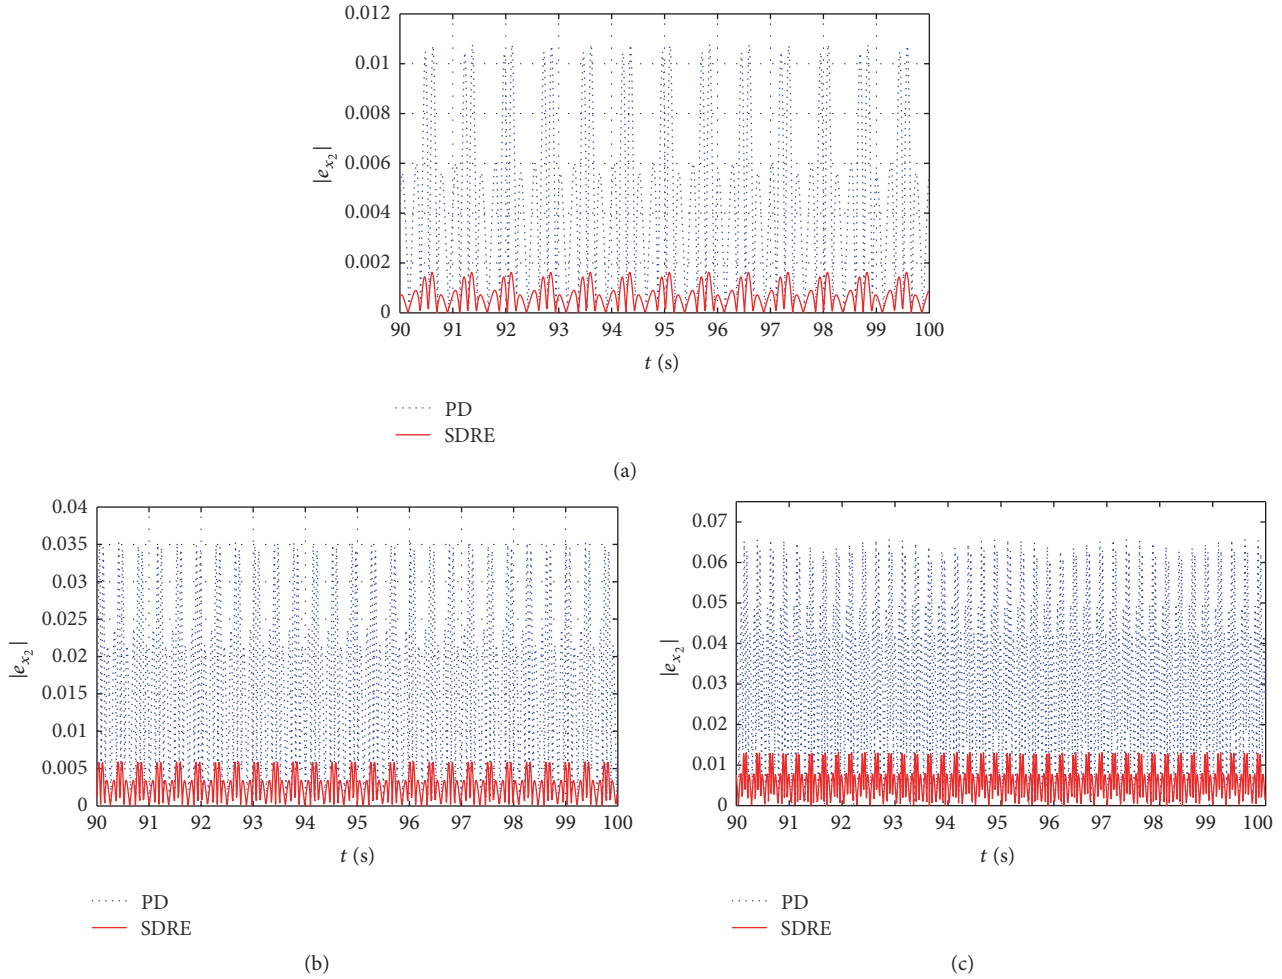 0.012
0.01
0.008
0.006
0.004
0.002
0
|e_{x_2}|
90 91 92 93 94 95 96 97 98 99 100
t (s)
PD
SDRE
(a)
0.04
0.035
0.03
0.025
0.02
0.015
0.01
0.005
0
|e_{x_2}|
90 91 92 93 94 95 96 97 98 99 100
t (s)
PD
SDRE
(b)
0.07
0.06
0.05
0.04
0.03
0.02
0.01
0
|e_{x_2}|
90 91 92 93 94 95 96 97 98 99 100
t (s)
PD
SDRE
(c)